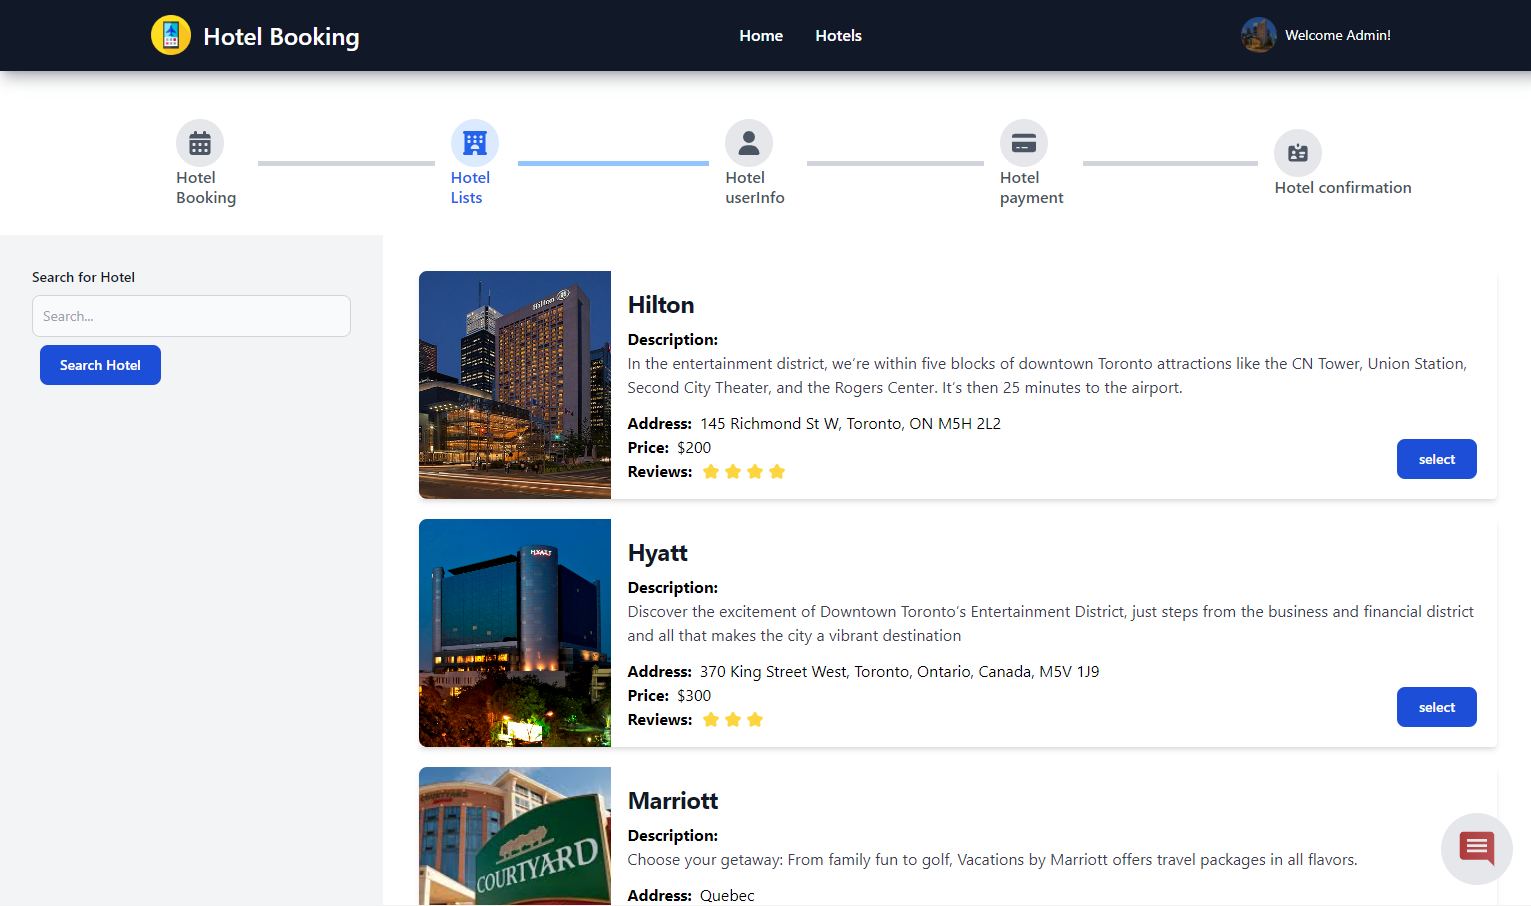 Hotel Booking
Home
Hotels
Welcome Admin!
Hotel
Booking
Hotel
Lists
Hotel
userInfo
Hotel
payment
Hotel confirmation
Search for Hotel
Search...
Search Hotel
Hilton
Hilton
Description:
In the entertainment district, we're within five blocks of downtown Toronto attractions like the CN Tower, Union Station,
Second City Theater, and the Rogers Center. It's then 25 minutes to the airport.
Address: 145 Richmond St W, Toronto, ON M5H 2L2
Price: $200
Reviews:
select
HYATT
Hyatt
Description:
Discover the excitement of Downtown Toronto's Entertainment District, just steps from the business and financial district
and all that makes the city a vibrant destination
Address: 370 King Street West, Toronto, Ontario, Canada, M5V 1J9
Price: $300
Reviews:
select
COURTYARD
COURTYARD
Marriott
Description:
Choose your getaway: From family fun to golf, Vacations by Marriott offers travel packages in all flavors.
Address: Quebec